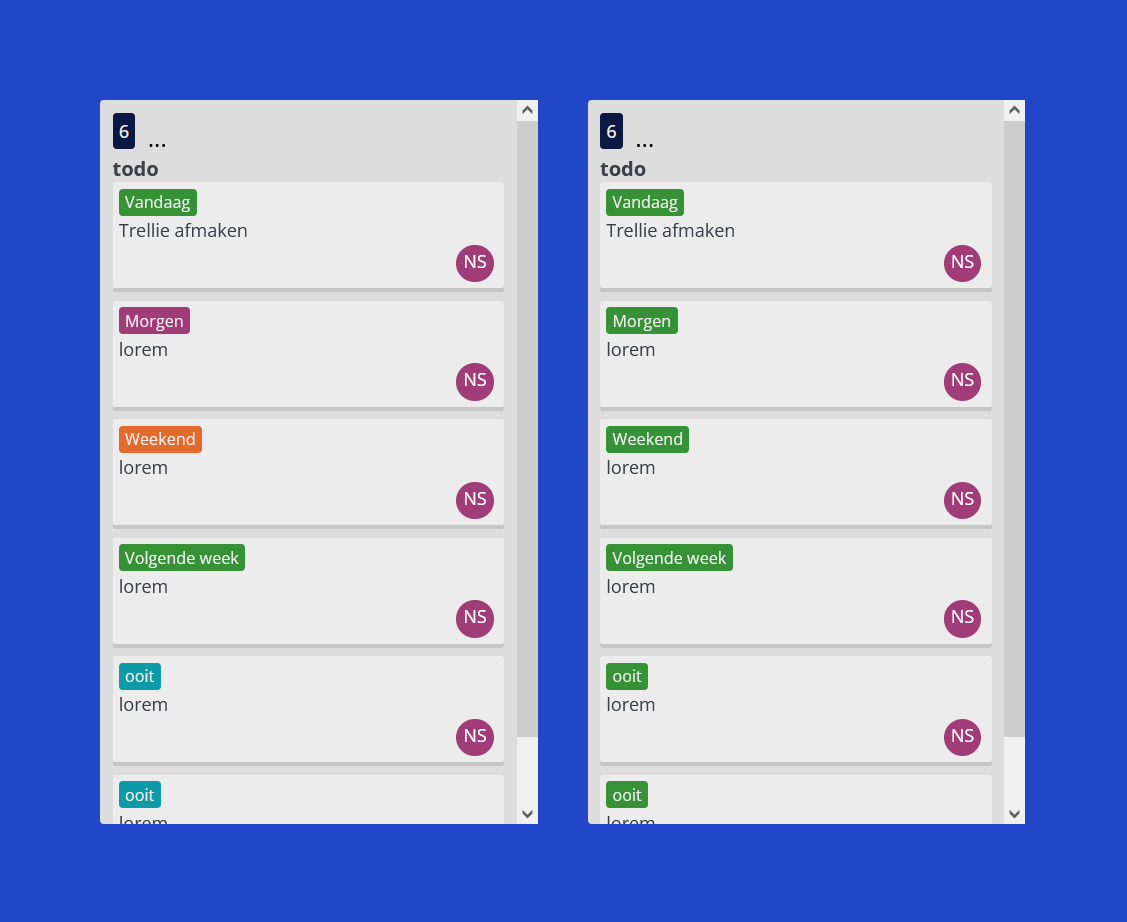 6 ...
todo
Vandaag
Trellie afmaken
NS
Morgen
lorem
NS
Weekend
lorem
NS
Volgende week
lorem
NS
ooit
lorem
NS
ooit
lorem
6 ...
todo
Vandaag
Trellie afmaken
NS
Morgen
lorem
NS
Weekend
lorem
NS
Volgende week
lorem
NS
ooit
lorem
NS
ooit
lorem